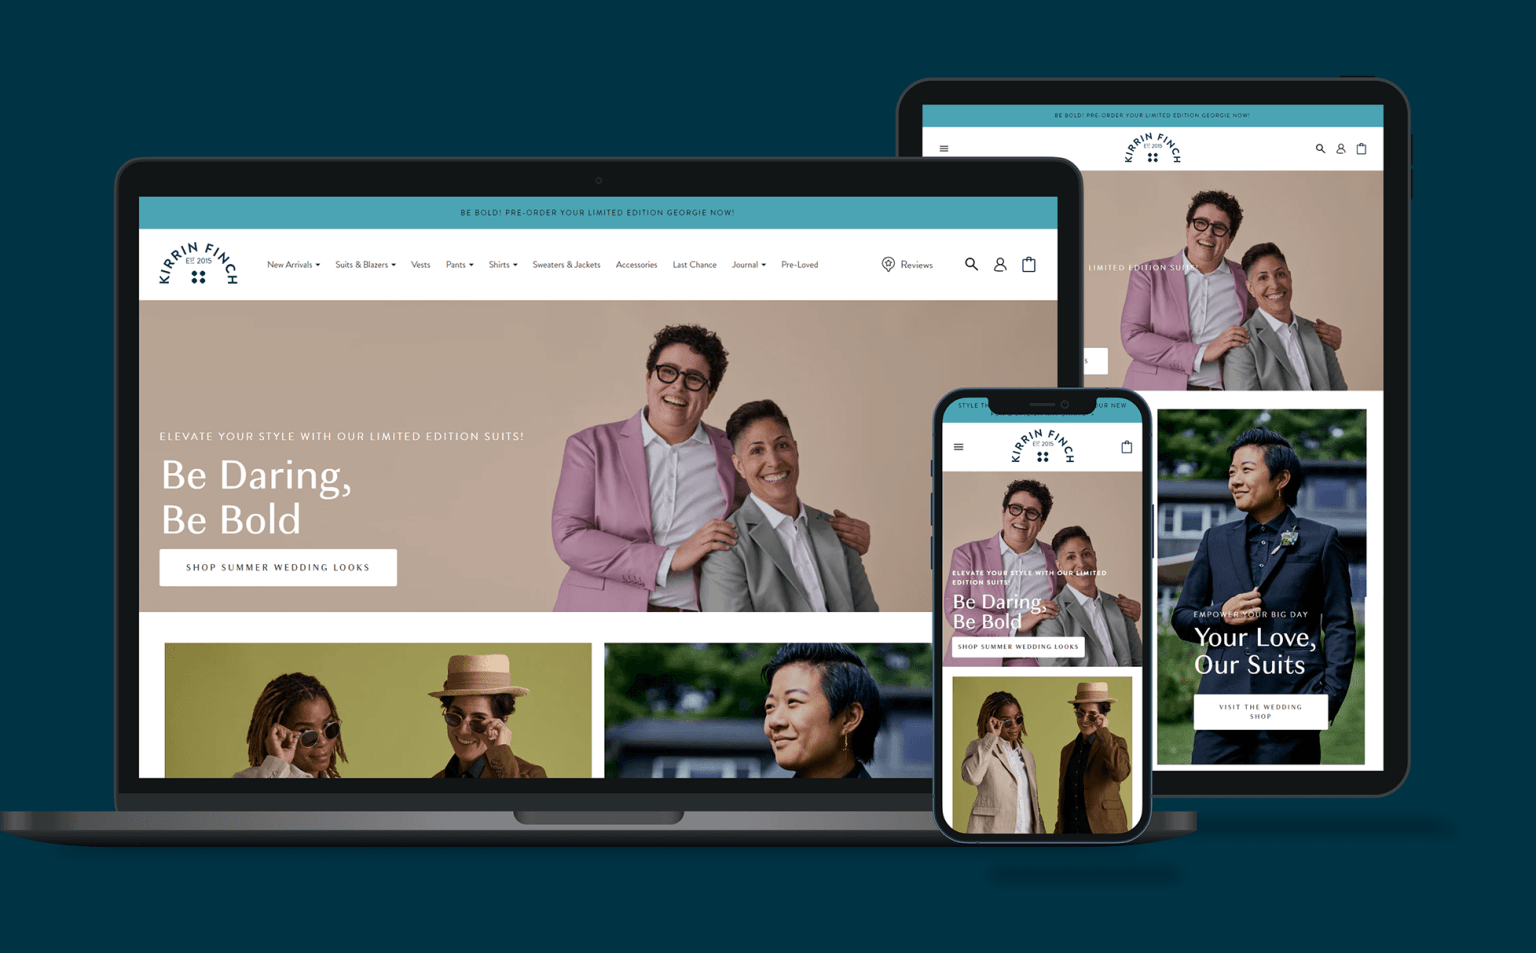 BE BOLD! PRE-ORDER YOUR LIMITED EDITION GEORGIE NOW!
KIRRIN FINCH
EST 2015
New Arrivals
Suits & Blazers
Vests
Pants
Shirts
Sweaters & Jackets
Accessories
Last Chance
Journal
Pre-Loved
Reviews
ELEVATE YOUR STYLE WITH OUR LIMITED EDITION SUITS!
Be Daring,
Be Bold
SHOP SUMMER WEDDING LOOKS
BE BOLD! PRE-ORDER YOUR LIMITED EDITION GEORGIE NOW!
KIRRIN FINCH
EST 2015
LIMITED EDITION SUITS!
S
EMPOWER YOUR BIG DAY
Your Love,
Our Suits
VISIT THE WEDDING
SHOP
STYLE TH
UR NEW
KIRRIN FINCH
EST 2015
ELEVATE YOUR STYLE WITH OUR LIMITED
EDITION SUITS!
Be Daring,
Be Bold
SHOP SUMMER WEDDING LOOKS